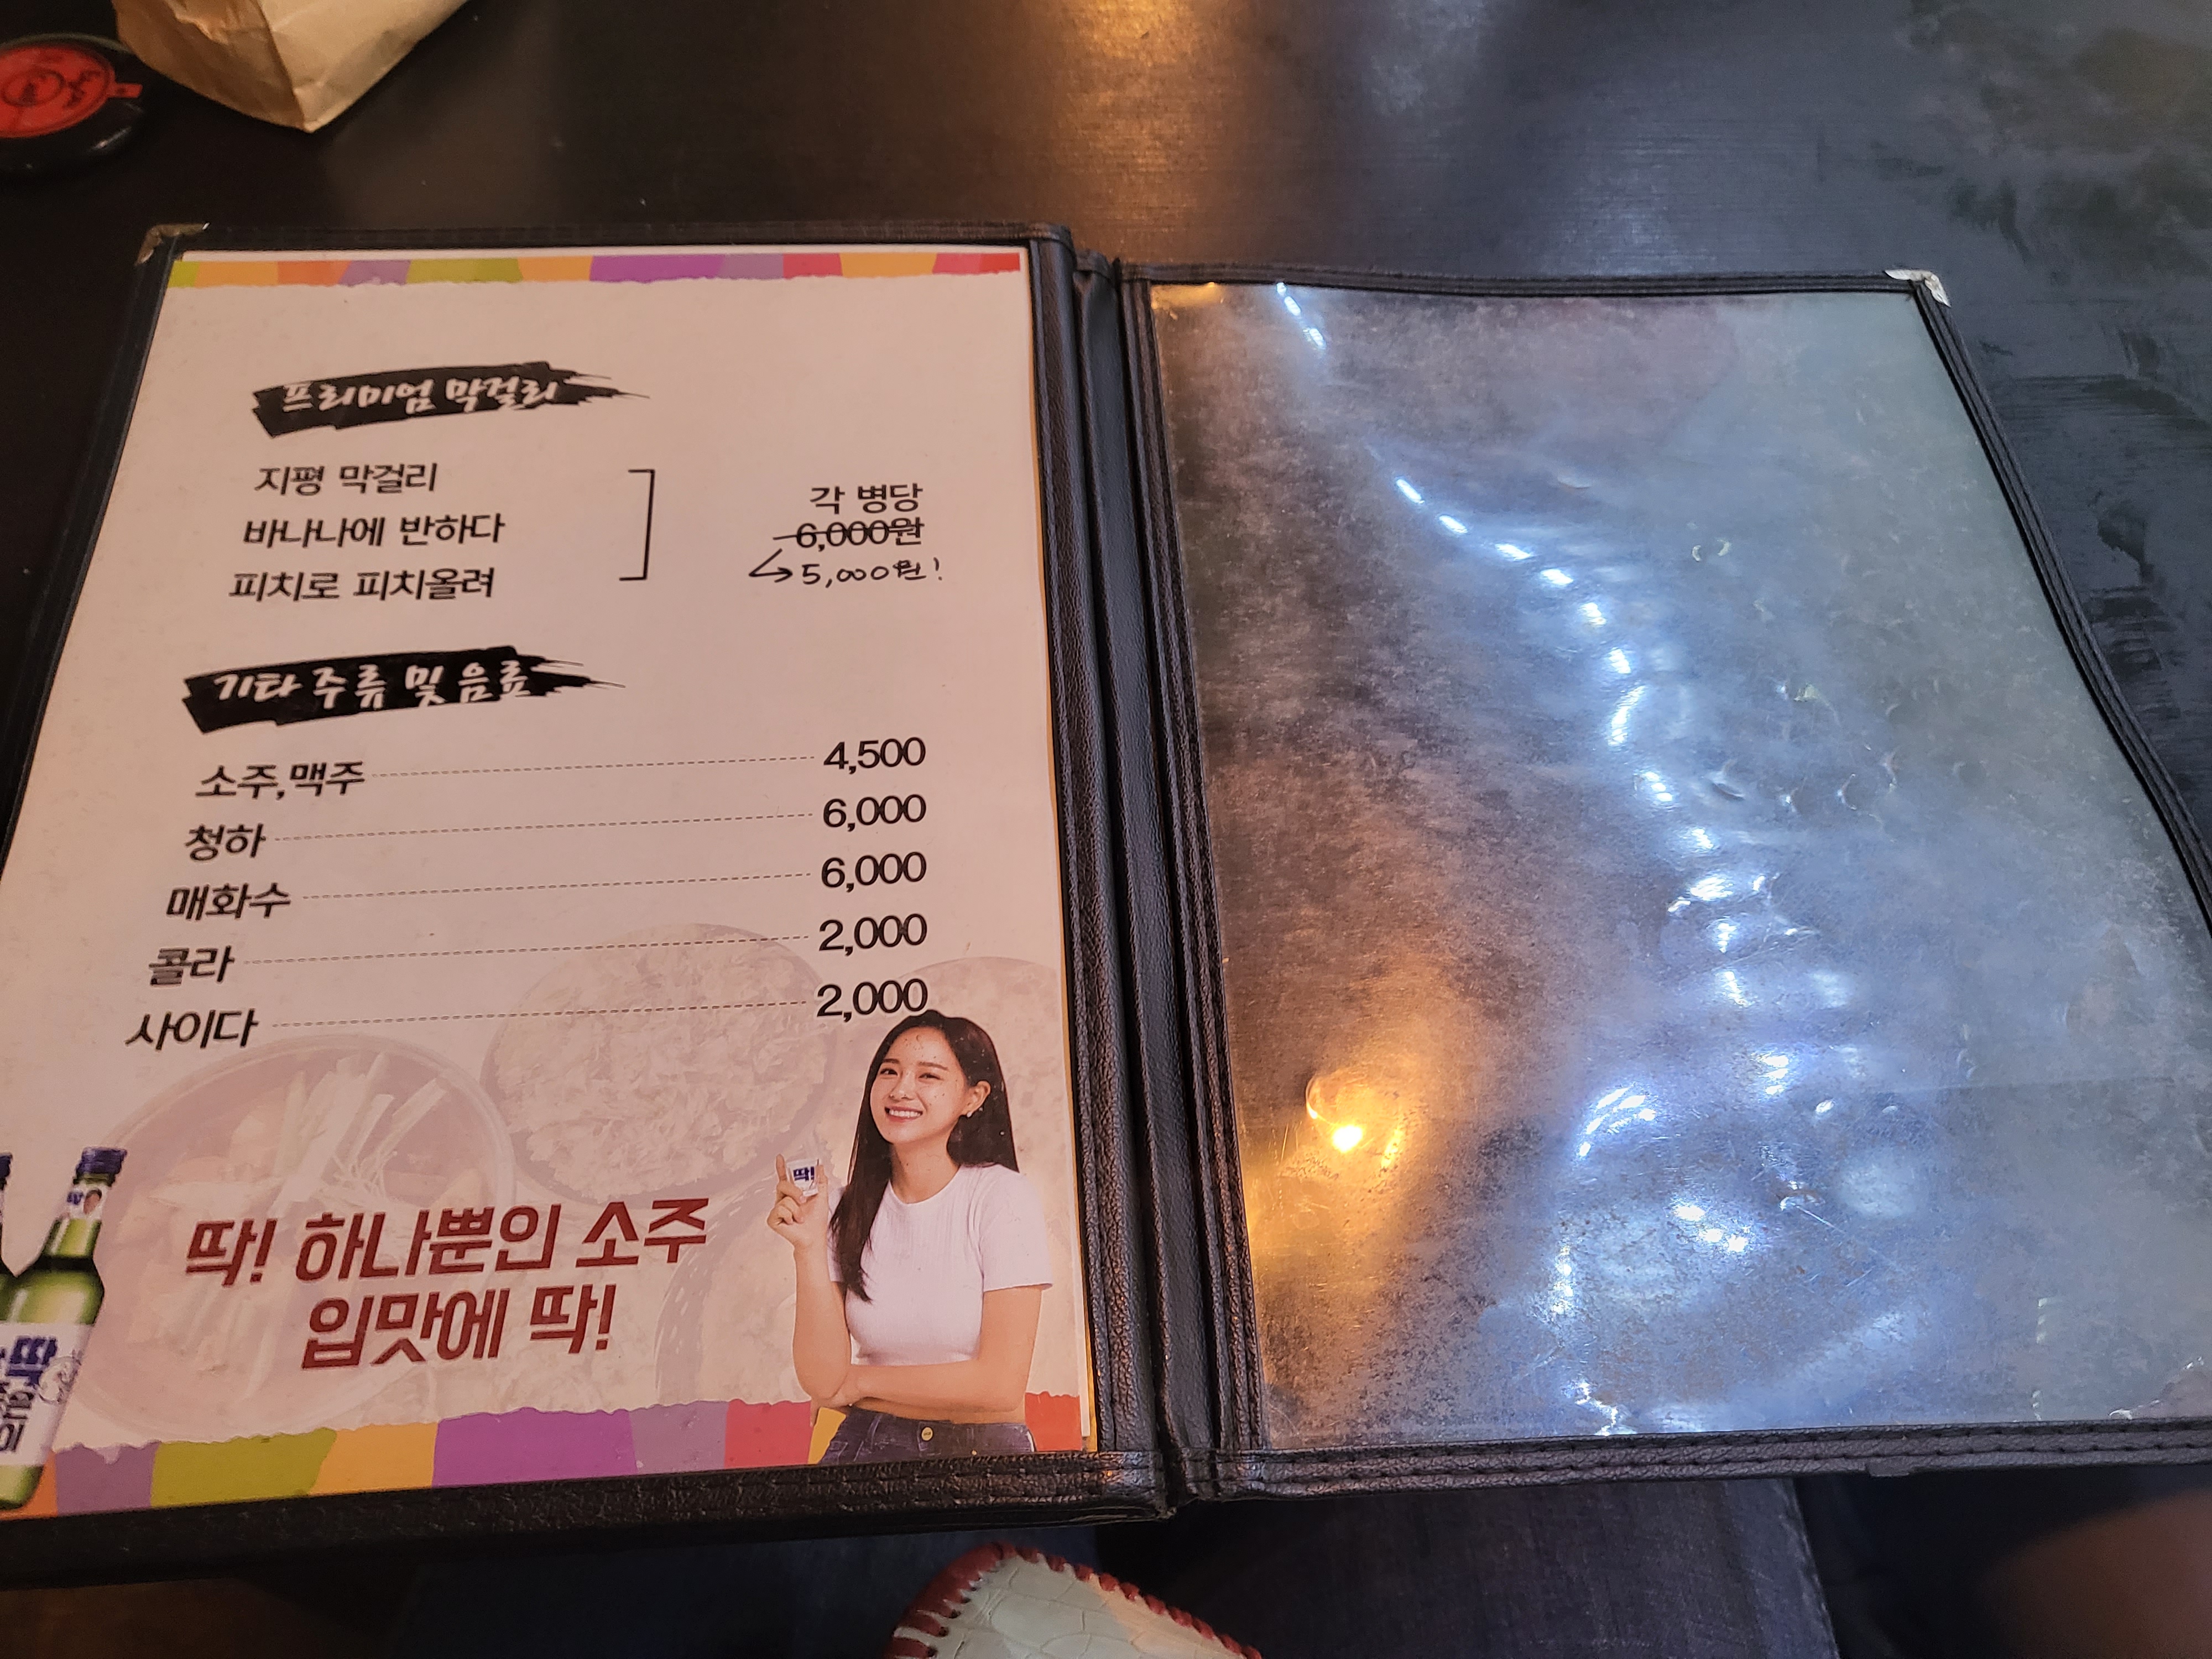 프리미엄 막걸리
지평 막걸리
바나나에 반하다
피치로 피치올려
각 병당
6,000원
5,000원!
기타 주류 및 음료
소주,맥주 4,500
청하 6,000
매화수 6,000
콜라 2,000
사이다 2,000
딱!
딱! 하나뿐인 소주
입맛에 딱!